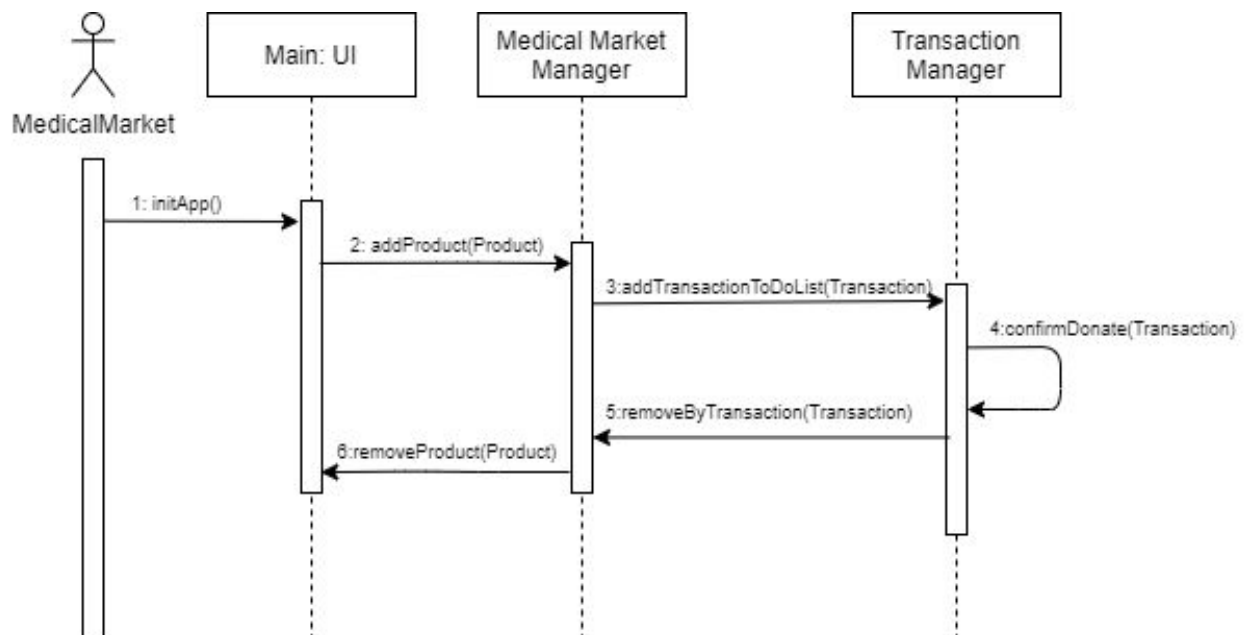 Main: UI
Medical Market
Manager
Transaction
Manager
MedicalMarket
1: initApp()
2: addProduct(Product)
3:addTransactionToDoList(Transaction)
4:confirmDonate(Transaction)
5:removeByTransaction(Transaction)
6:removeProduct(Product)